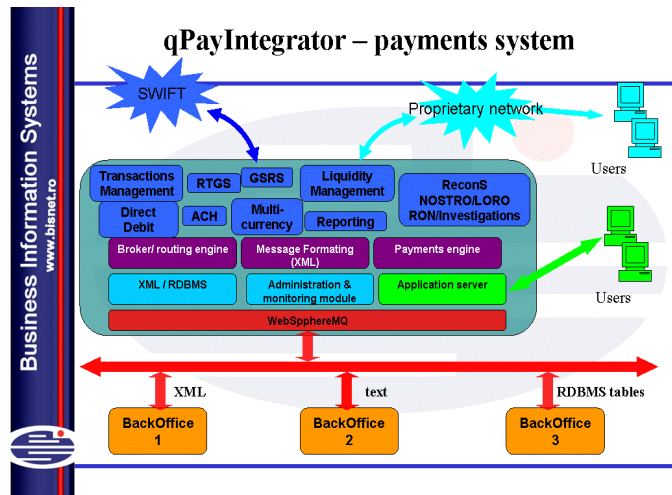 qPayIntegrator – payments system
Business Information Systems
www.bisnet.ro
SWIFT
Proprietary network
Users
Transactions
Management
RTGS
GSRS
Liquidity
Management
ReconS
NOSTRO/LORO
RON/Investigations
Direct
Debit
ACH
Multi-
currency
Reporting
Broker/ routing engine
Message Formating
(XML)
Payments engine
XML / RDBMS
Administration &
monitoring module
Application server
Users
WebSppphereMQ
XML
text
RDBMS tables
BackOffice
1
BackOffice
2
BackOffice
3